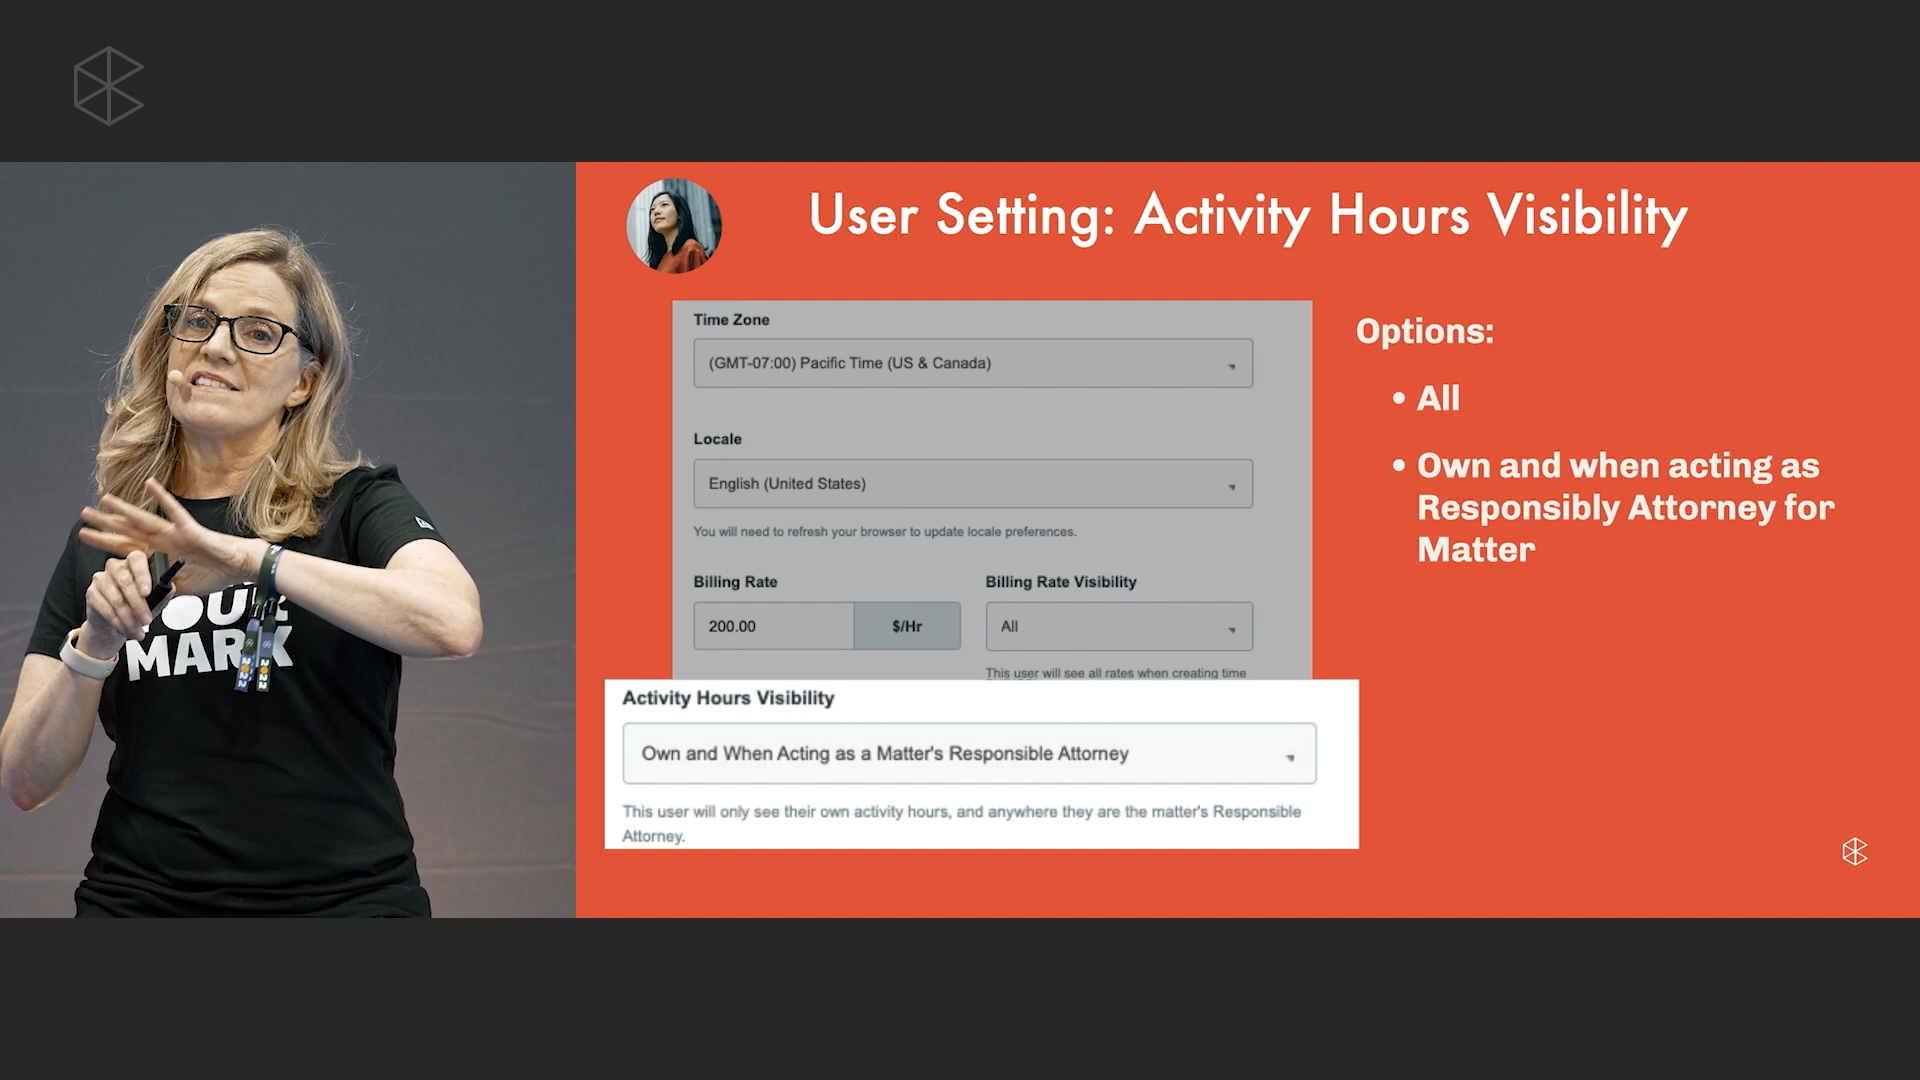 User Setting: Activity Hours Visibility
Time Zone
(GMT-07:00) Pacific Time (US & Canada)
Locale
English (United States)
You will need to refresh your browser to update locale preferences.
Billing Rate
Billing Rate Visibility
200.00
$/Hr
All
This user will see all rates when creating time
Activity Hours Visibility
Own and When Acting as a Matter's Responsible Attorney
This user will only see their own activity hours, and anywhere they are the matter's Responsible
Attorney.
Options:
• All
• Own and when acting as
Responsibly Attorney for
Matter
MARK
2022
2022